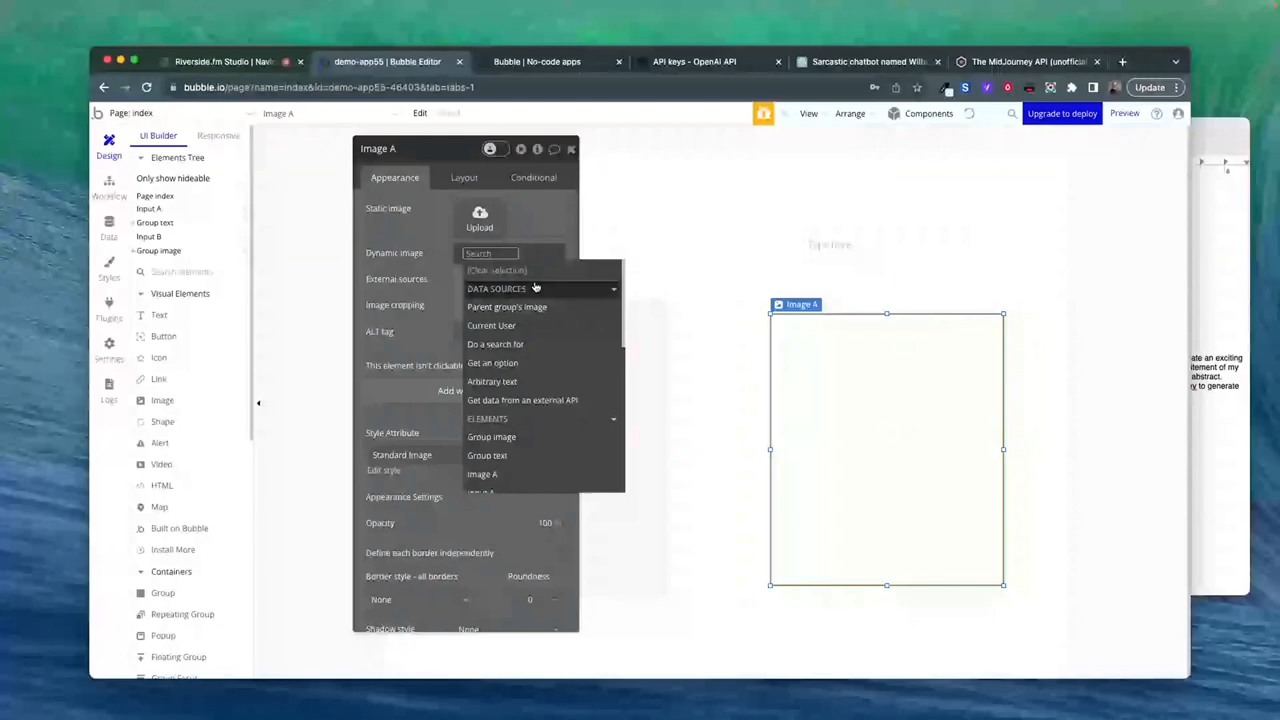 Riverside.fm Studio | Navi
demo-app55 | Bubble Editor
Bubble | No-code apps
API keys - OpenAI API
Sarcastic chatbot named Will
The MidJourney API (unofficial
bubble.io/page?name=index&id=demo-app55-46403&tab=tabs-1
Update
Page: index
Image A
Edit
View
Arrange
Components
Upgrade to deploy
Preview
Design
Workflow
Data
Styles
Plugins
Settings
Logs
UI Builder
Responsive
Elements Tree
Only show hideable
Page index
Input A
Group text
Input B
Group image
Search elements
Visual Elements
Text
Button
Icon
Link
Image
Shape
Alert
Video
HTML
Map
Built on Bubble
Install More
Containers
Group
Repeating Group
Popup
Floating Group
Image A
Appearance
Layout
Conditional
Static image
Upload
Dynamic image
External sources
Image cropping
ALT tag
This element isn't clickable
Add w
Style Attribute
Standard Image
Edit style
Appearance Settings
Opacity
100
Define each border independently
Border style - all borders
Roundness
None
0
Shadow style
None
Search
(Clear selection)
DATA SOURCES
Parent group's image
Current User
Do a search for
Get an option
Arbitrary text
Get data from an external API
ELEMENTS
Group image
Group text
Image A
Type here
Image A
6
ate an exciting
itement of my
abstract.
y to generate